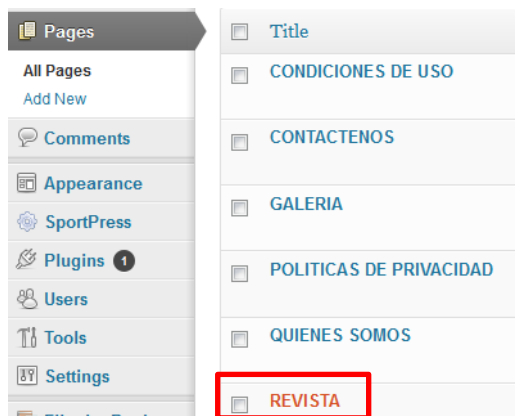 Pages
All Pages
Add New
Comments
Appearance
SportPress
Plugins 1
Users
Tools
Settings
Title
CONDICIONES DE USO
CONTACTENOS
GALERIA
POLITICAS DE PRIVACIDAD
QUIENES SOMOS
REVISTA